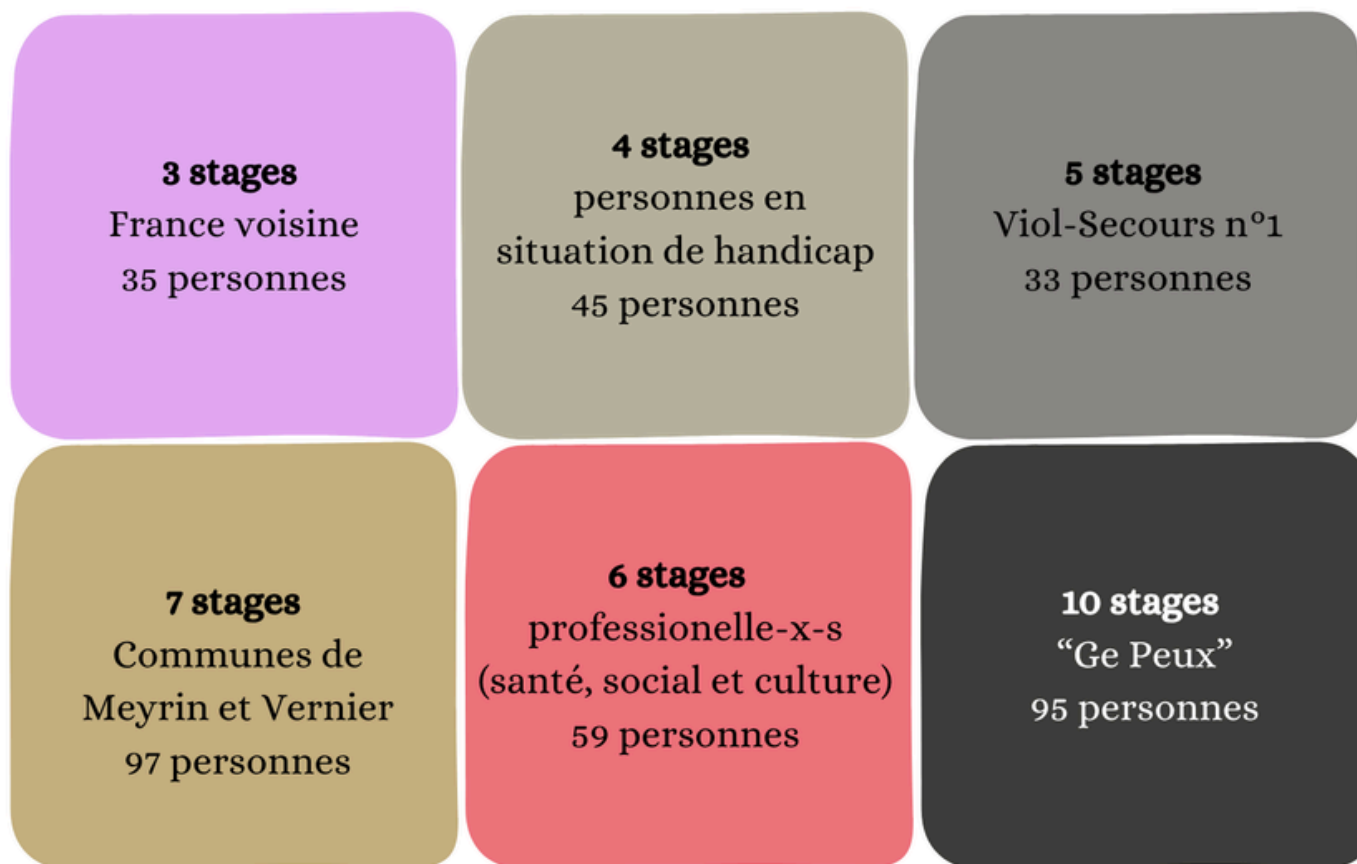 3 stages
France voisine
35 personnes
4 stages
personnes en
situation de handicap
45 personnes
5 stages
Viol-Secours n°1
33 personnes
7 stages
Communes de
Meyrin et Vernier
97 personnes
6 stages
professionelle-x-s
(santé, social et culture)
59 personnes
10 stages
“Ge Peux”
95 personnes